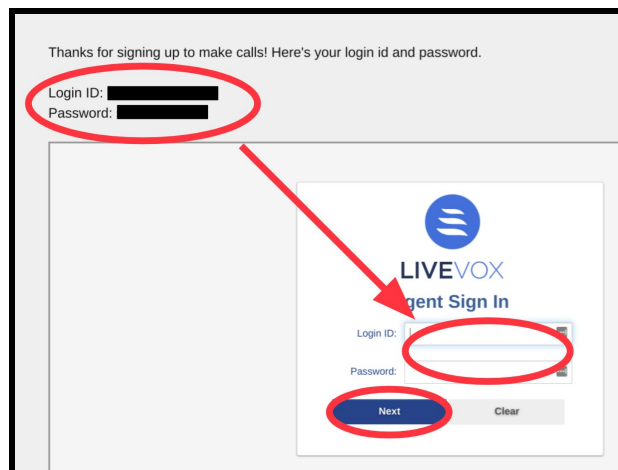 Thanks for signing up to make calls! Here's your login id and password.
Login ID:
Password:
LIVEVOX
gent Sign In
Login ID:
Password:
Next
Clear